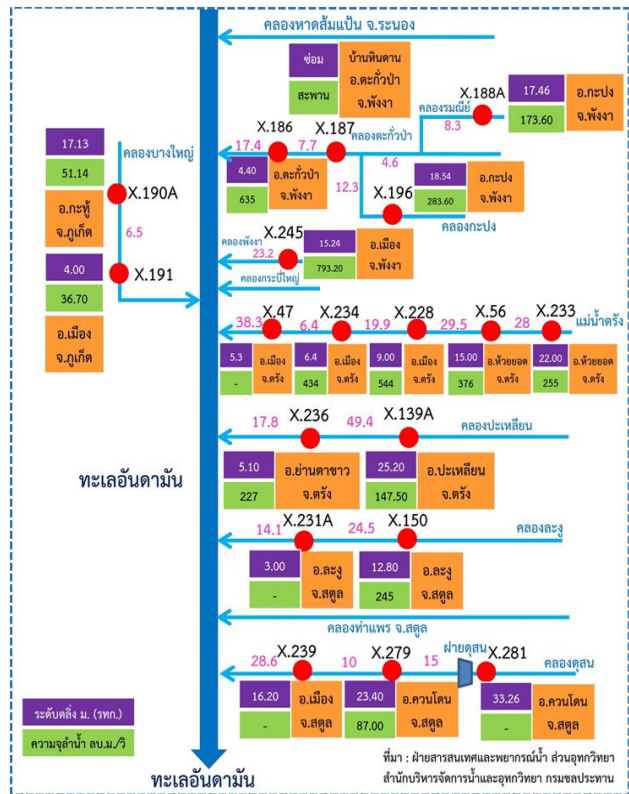 คลองหาดส้มแป้น จ.ระนอง
ซ่อม
สะพาน
บ้านหินดาน
อ.ตะกั่วป่า
จ.พังงา
X.188A
17.46
173.60
อ.กะปง
จ.พังงา
คลองรมณีย์
8.3
X.186
X.187
คลองตะกั่วป่า
17.4
7.7
4.6
4.40
635
อ.ตะกั่วป่า
จ.พังงา
12.3
X.196
18.54
283.60
อ.กะปง
จ.พังงา
คลองกะปง
17.13
51.14
อ.กะทู้
จ.ภูเก็ต
คลองบางใหญ่
X.190A
6.5
4.00
36.70
อ.เมือง
จ.ภูเก็ต
X.191
X.245
คลองพังงา
23.2
15.24
793.20
อ.เมือง
จ.พังงา
คลองกระบี่ใหญ่
X.47
X.234
X.228
X.56
X.233
แม่น้ำตรัง
38.3
6.4
19.9
29.5
28
5.3
-
อ.เมือง
จ.ตรัง
6.4
434
อ.เมือง
จ.ตรัง
9.00
544
อ.เมือง
จ.ตรัง
15.00
376
อ.ห้วยยอด
จ.ตรัง
22.00
255
อ.ห้วยยอด
จ.ตรัง
17.8
X.236
49.4
X.139A
คลองปะเหลียน
5.10
227
อ.ย่านตาขาว
จ.ตรัง
25.20
147.50
อ.ปะเหลียน
จ.ตรัง
ทะเลอันดามัน
14.1
X.231A
24.5
X.150
คลองละงู
3.00
-
อ.ละงู
จ.สตูล
12.80
245
อ.ละงู
จ.สตูล
คลองท่าแพร จ.สตูล
28.6
X.239
10
X.279
15
ฝายดุสน
X.281
คลองดุสน
16.20
-
อ.เมือง
จ.สตูล
23.40
87.00
อ.ควนโดน
จ.สตูล
33.26
-
อ.ควนโดน
จ.สตูล
ระดับตลิ่ง ม. (รทก.)
ความจุลำน้ำ ลบ.ม./วิ
ทะเลอันดามัน
ที่มา : ฝ่ายสารสนเทศและพยากรณ์น้ำ ส่วนอุทกวิทยา
สำนักบริหารจัดการน้ำและอุทกวิทยา กรมชลประทาน